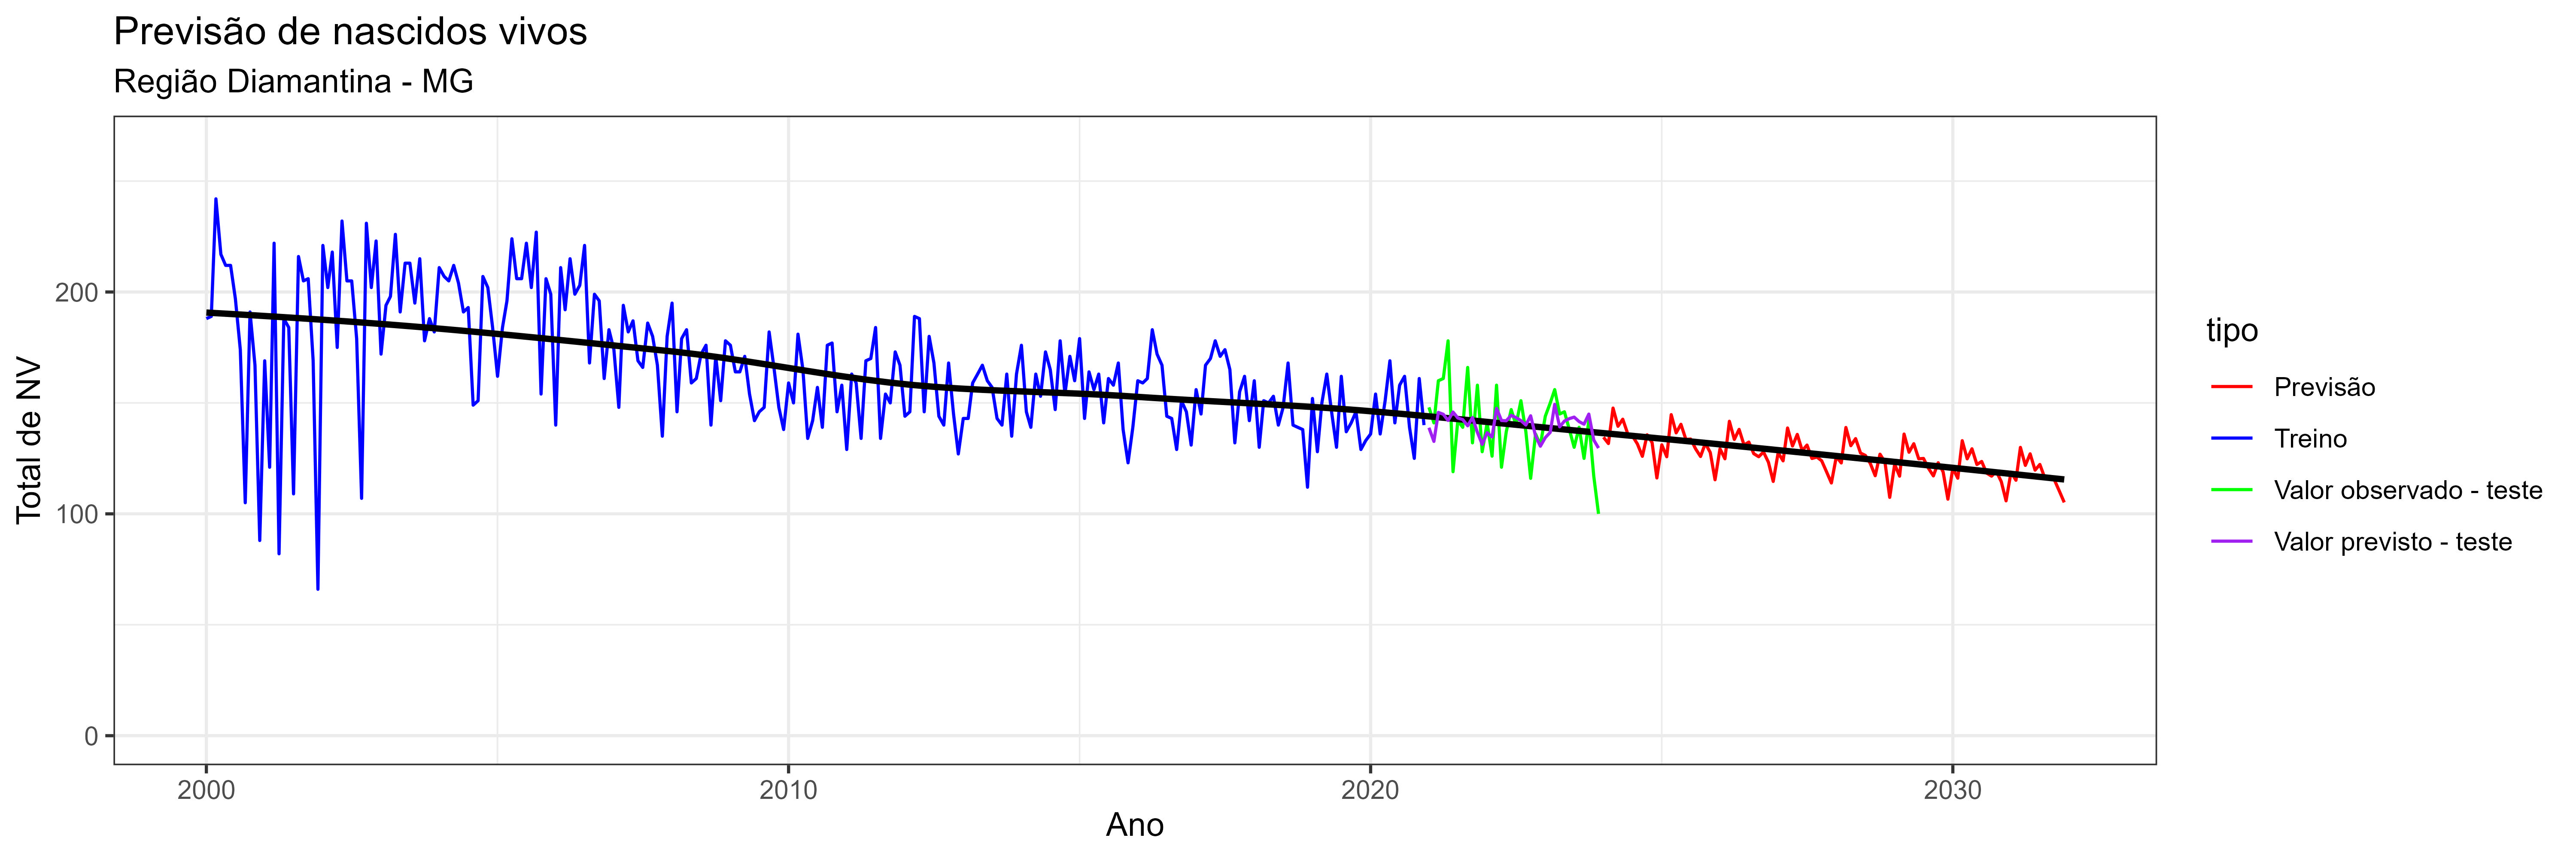 Previsão de nascidos vivos
Região Diamantina - MG
Total de NV
200
100
0
2000
2010
2020
2030
Ano
tipo
Previsão
Treino
Valor observado - teste
Valor previsto - teste